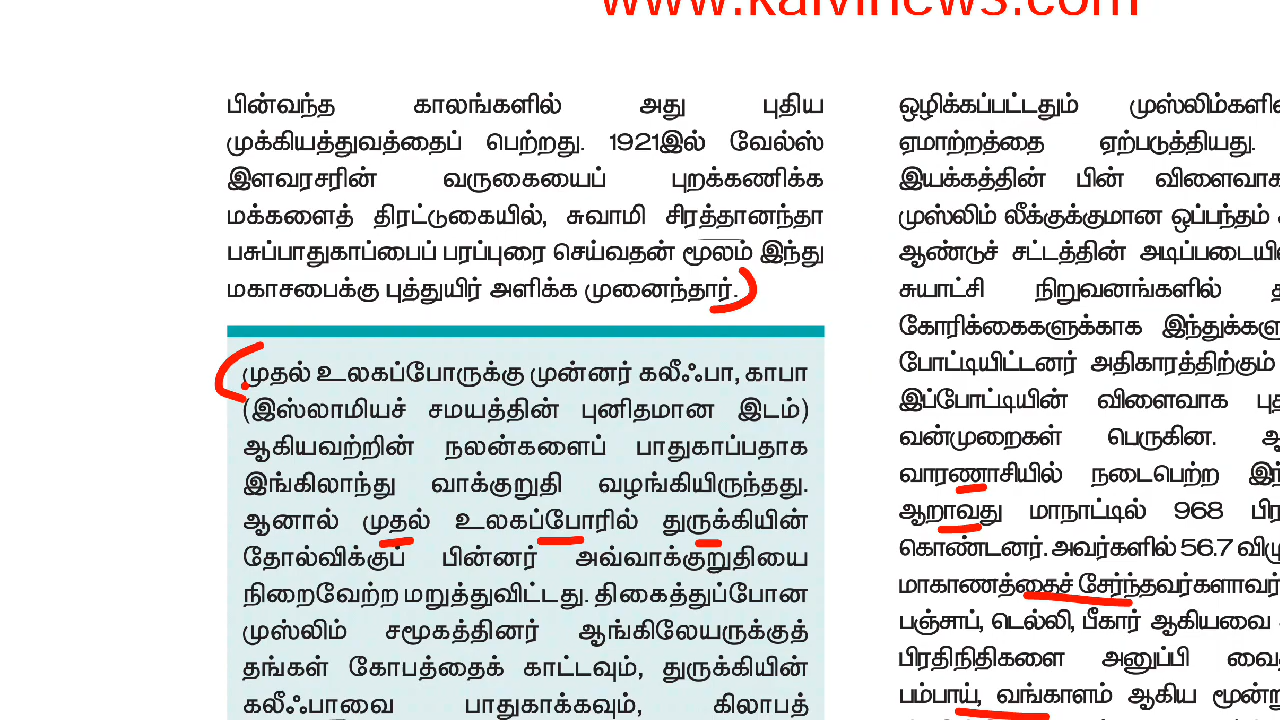 www.kalvinews.com
பின்வந்த காலங்களில் அது புதிய
முக்கியத்துவத்தைப் பெற்றது. 1921இல் வேல்ஸ்
இளவரசரின் வருகையைப் புறக்கணிக்க
மக்களைத் திரட்டுகையில், சுவாமி சிரத்தானந்தா
பசுப்பாதுகாப்பைப் பரப்புரை செய்வதன் மூலம் இந்து
மகாசபைக்கு புத்துயிர் அளிக்க முனைந்தார்.
முதல் உலகப்போருக்கு முன்னர் கலீஃபா, காபா
(இஸ்லாமியச் சமயத்தின் புனிதமான இடம்)
ஆகியவற்றின் நலன்களைப் பாதுகாப்பதாக
இங்கிலாந்து வாக்குறுதி வழங்கியிருந்தது.
ஆனால் முதல் உலகப்போரில் துருக்கியின்
தோல்விக்குப் பின்னர் அவ்வாக்குறுதியை
நிறைவேற்ற மறுத்துவிட்டது. திகைத்துப்போன
முஸ்லிம் சமூகத்தினர் ஆங்கிலேயருக்குத்
தங்கள் கோபத்தைக் காட்டவும், துருக்கியின்
கலீஃபாவை பாதுகாக்கவும், கிலாபத்
ஒழிக்கப்பட்டதும்
ஏமாற்றத்தை ஏற்படுத்தியது.
இயக்கத்தின் பின்
முஸ்லிம் லீக்குக்குமான ஒப்பந்தம்
ஆண்டுச் சட்டத்தின்
சுயாட்சி நிறுவனங்களில்
கோரிக்கைகளுக்காக
போட்டியிட்டனர் அதிகாரத்திற்கும்
இப்போட்டியின் விளைவாக
வன்முறைகள் பெருகின.
வாரணாசியில் நடைபெற்ற
ஆறாவது மாநாட்டில் 968
கொண்டனர். அவர்களில் 56.7
மாகாணத்தைச் சேர்ந்தவர்களாவர்
பஞ்சாப், டெல்லி, பீகார் ஆகியவை
பிரதிநிதிகளை அனுப்பி
பம்பாய், வங்காளம் ஆகிய